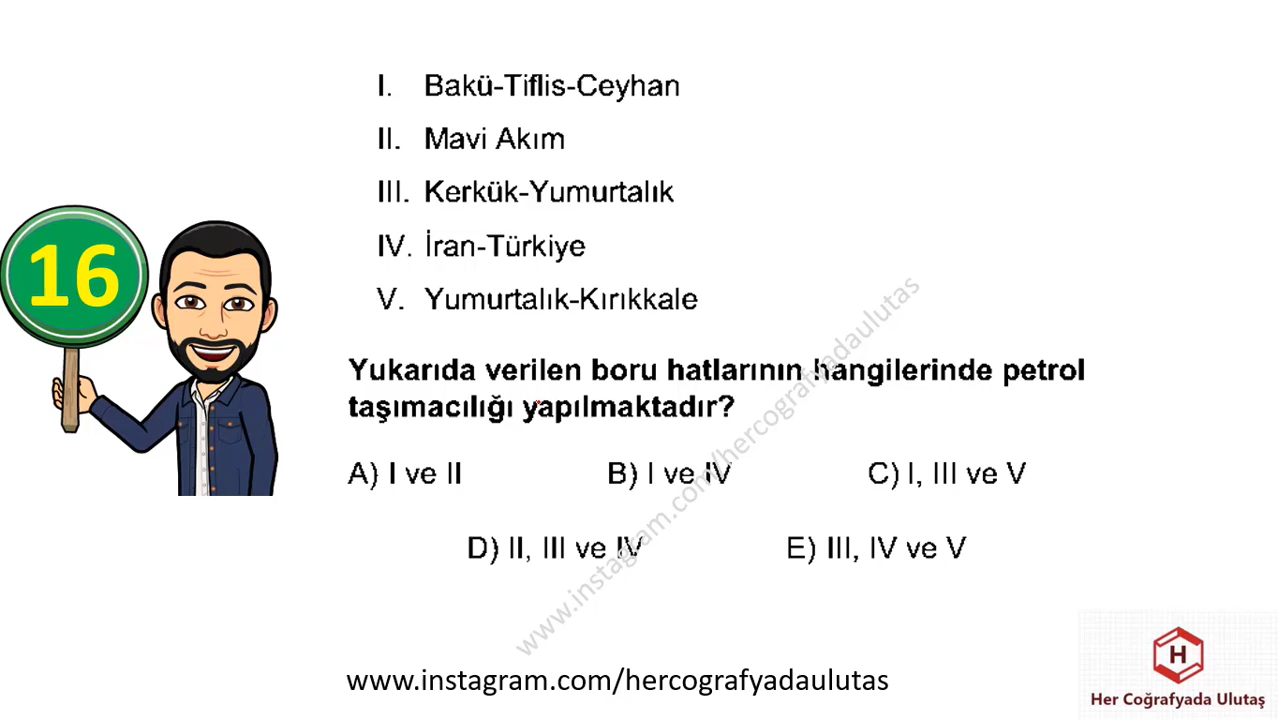 I. Bakü-Tiflis-Ceyhan
II. Mavi Akım
III. Kerkük-Yumurtalık
IV. İran-Türkiye
V. Yumurtalık-Kırıkkale
16
Yukarıda verilen boru hatlarının hangilerinde petrol
taşımacılığı yapılmaktadır?
A) I ve II B) I ve IV C) I, III ve V
D) II, III ve IV E) III, IV ve V
www.instagram.com/hercografyadaulutas
www.instagram.com/hercografyadaulutas
H
Her Coğrafyada Ulutaş